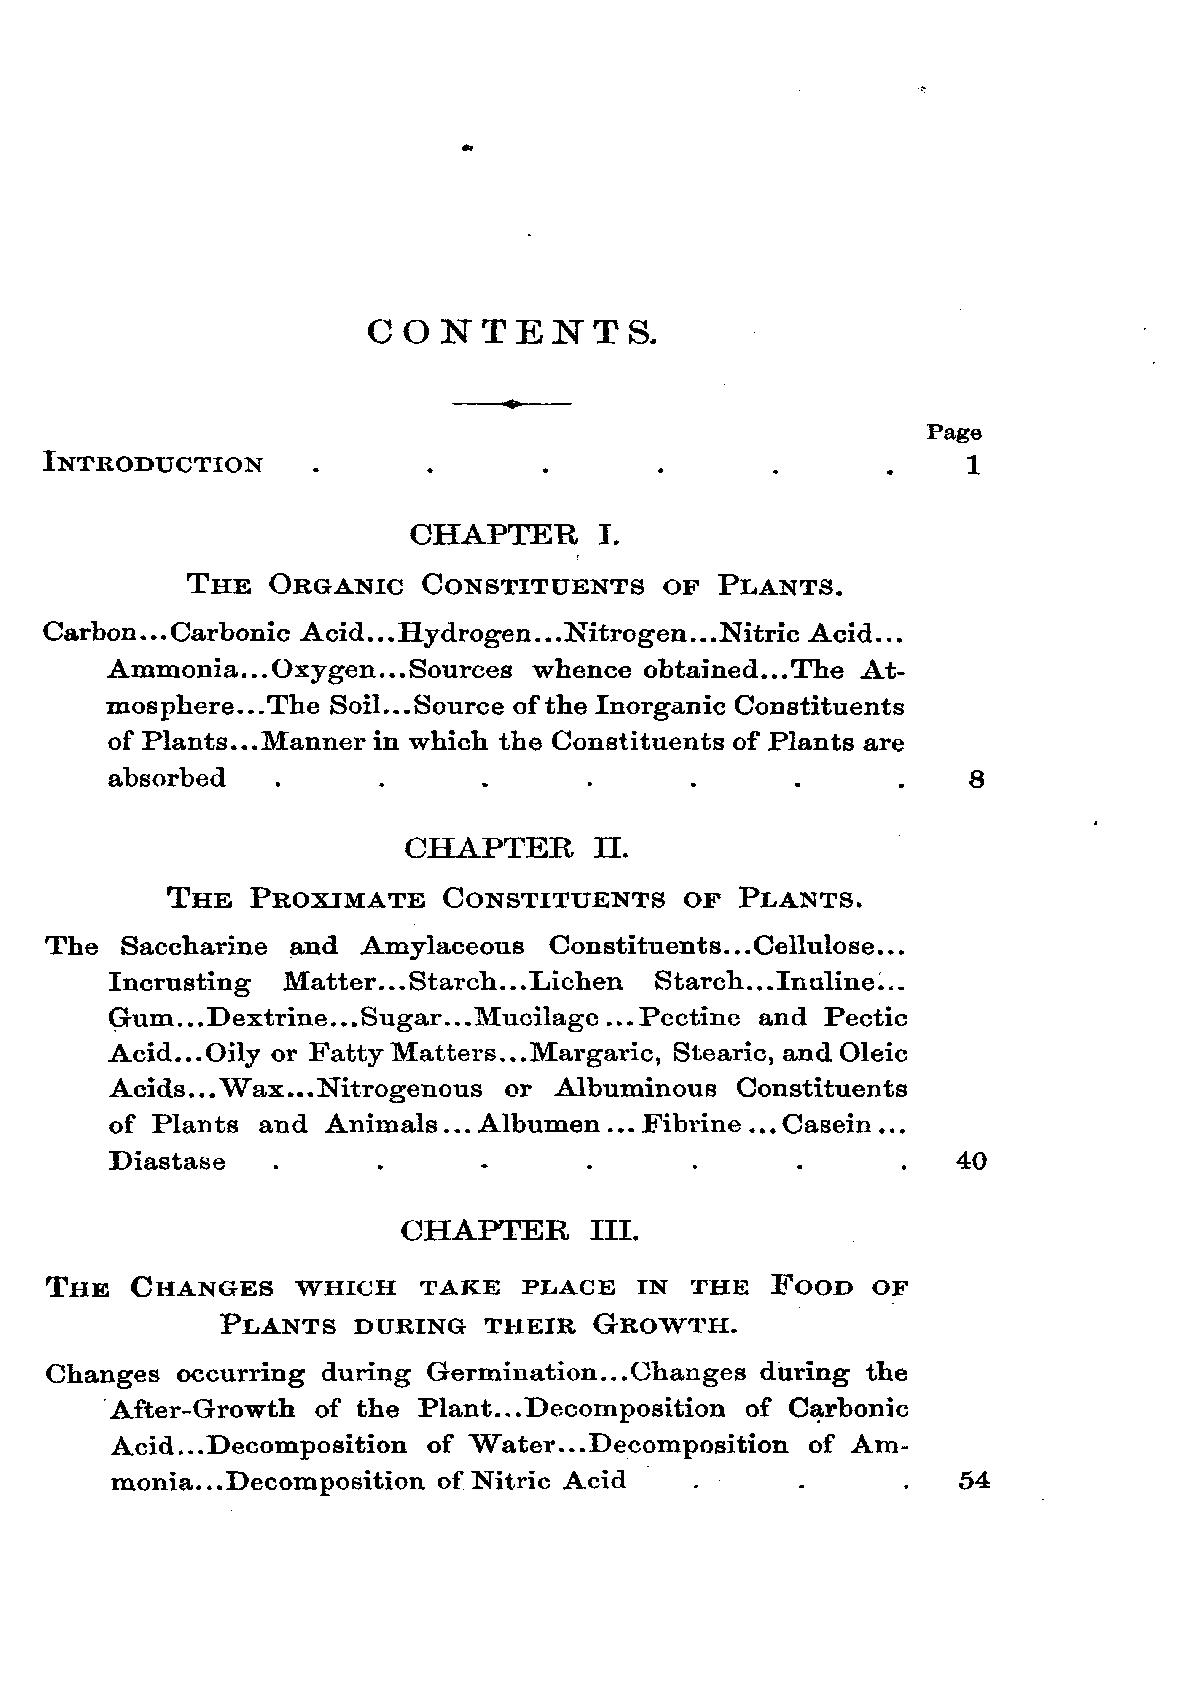 CONTENTS.
Page
INTRODUCTION . . . . . . 1
CHAPTER I.
THE ORGANIC CONSTITUENTS OF PLANTS.
Carbon...Carbonic Acid...Hydrogen...Nitrogen...Nitric Acid...
Ammonia...Oxygen...Sources whence obtained...The At-
mosphere...The Soil...Source of the Inorganic Constituents
of Plants...Manner in which the Constituents of Plants are
absorbed . . . . . . . 8
CHAPTER II.
THE PROXIMATE CONSTITUENTS OF PLANTS.
The Saccharine and Amylaceous Constituents...Cellulose...
Incrusting Matter...Starch...Lichen Starch...Inuline...
Gum...Dextrine...Sugar...Mucilage...Pectine and Pectic
Acid...Oily or Fatty Matters...Margaric, Stearic, and Oleic
Acids...Wax...Nitrogenous or Albuminous Constituents
of Plants and Animals...Albumen...Fibrine...Casein...
Diastase . . . . . . . 40
CHAPTER III.
THE CHANGES WHICH TAKE PLACE IN THE FOOD OF
PLANTS DURING THEIR GROWTH.
Changes occurring during Germination...Changes during the
After-Growth of the Plant...Decomposition of Carbonic
Acid...Decomposition of Water...Decomposition of Am-
monia...Decomposition of Nitric Acid . . . 54